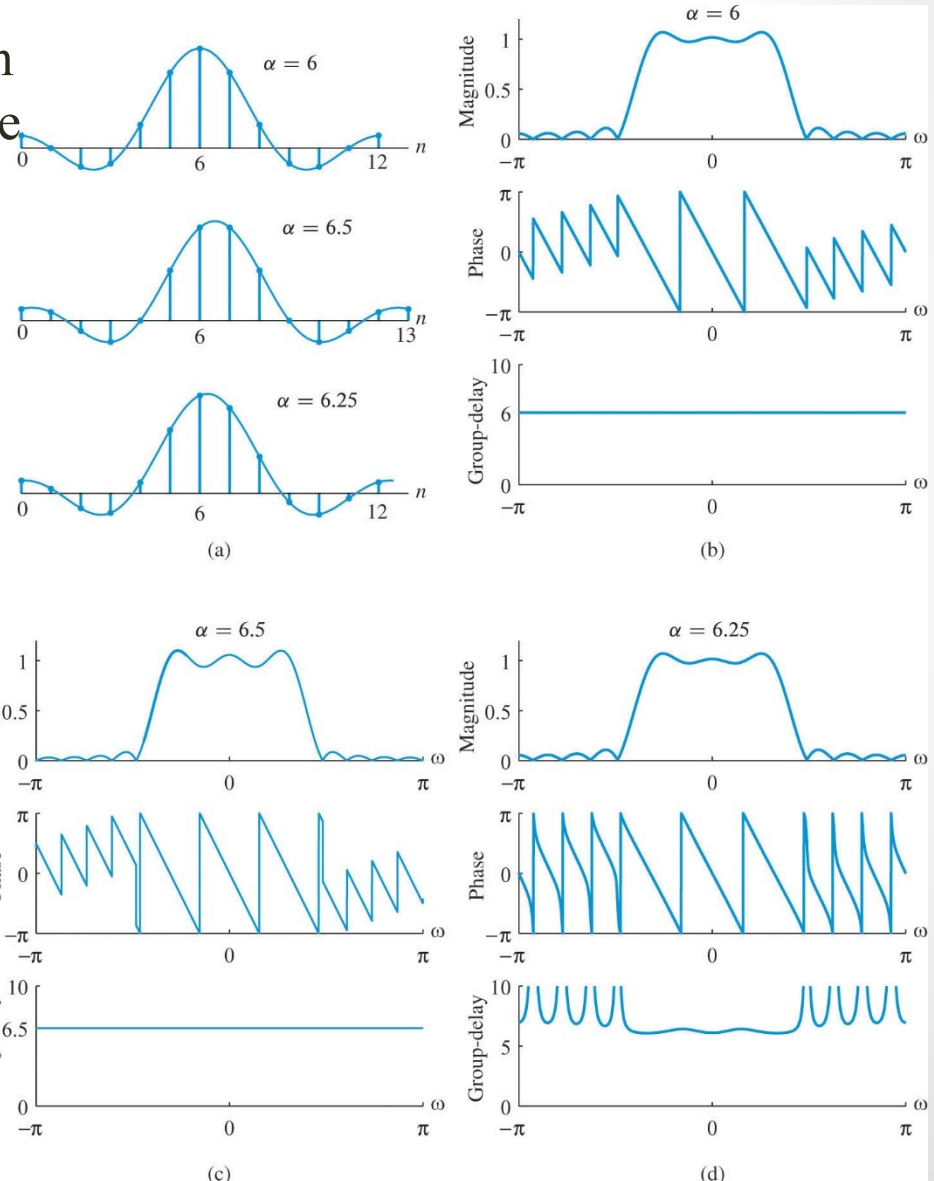 n
e
α = 6
0
6
12
n
α = 6.5
0
6
13
n
α = 6.25
0
6
12
n
(a)
α = 6
Magnitude
1
0.5
0
−π
0
π
ω
Phase
π
0
−π
−π
0
π
ω
Group-delay
10
6
0
−π
0
π
ω
(b)
α = 6.5
1
0.5
0
−π
0
π
ω
π
0
−π
−π
0
π
ω
10
6.5
0
−π
0
π
ω
(c)
α = 6.25
Magnitude
1
0.5
0
−π
0
π
ω
Phase
π
0
−π
−π
0
π
ω
Group-delay
10
5
0
−π
0
π
ω
(d)